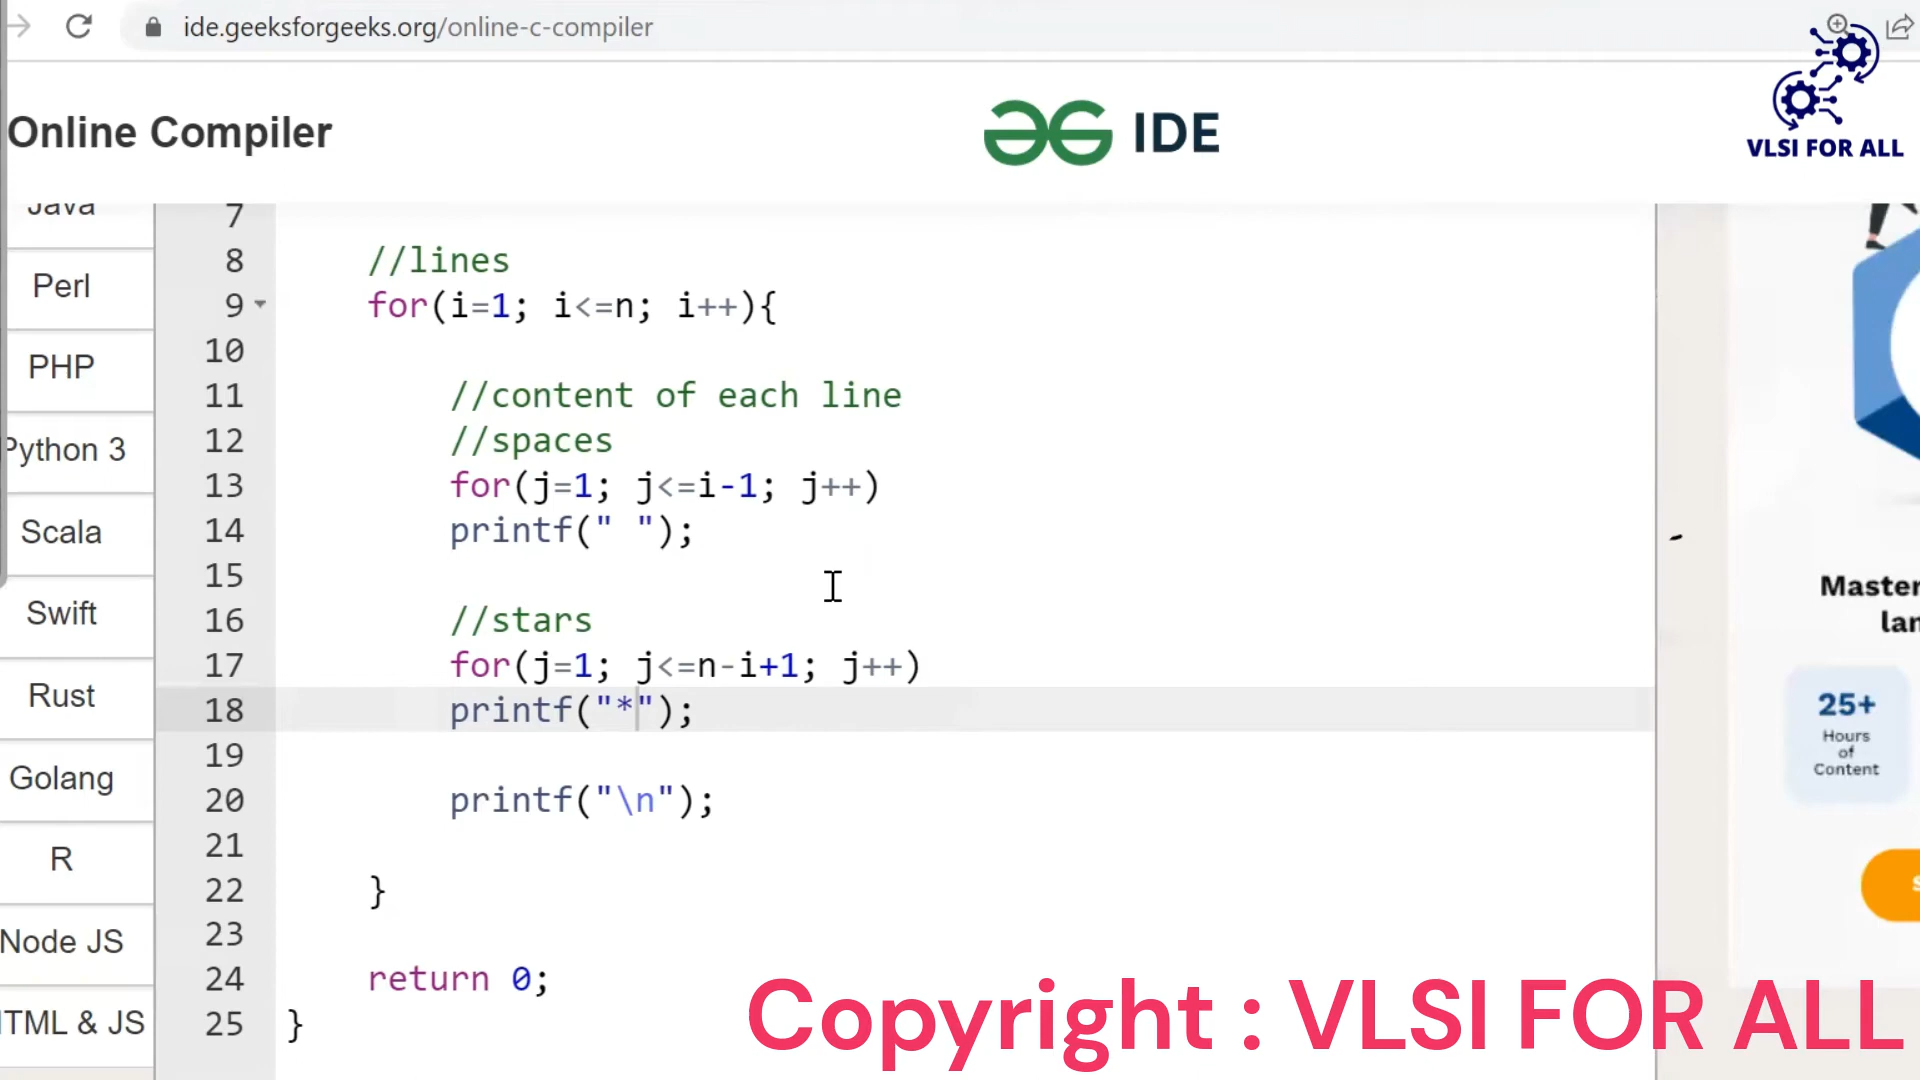 ide.geeksforgeeks.org/online-c-compiler
Online Compiler
IDE
VLSI FOR ALL
Java
Perl
PHP
Python 3
Scala
Swift
Rust
Golang
R
Node JS
HTML & JS
7
8 //lines
9 for(i=1; i<=n; i++){
10
11 //content of each line
12 //spaces
13 for(j=1; j<=i-1; j++)
14 printf(" ");
15
16 //stars
17 for(j=1; j<=n-i+1; j++)
18 printf("*");
19
20 printf("\n");
21
22 }
23
24 return 0;
25 }
Master
lan
25+
Hours
of
Content
Copyright : VLSI FOR ALL